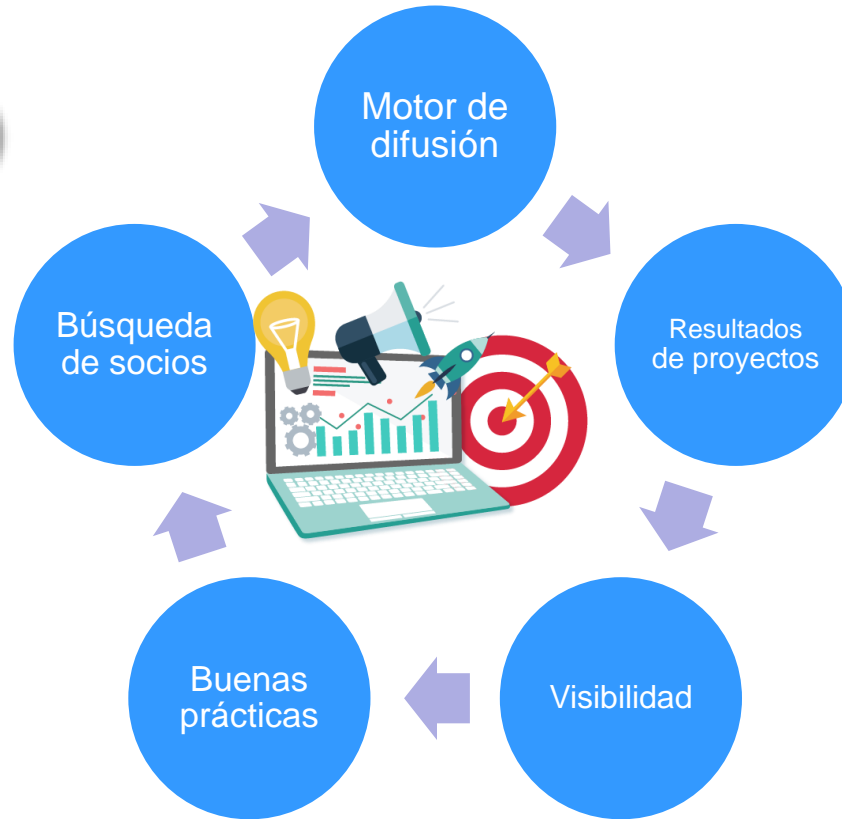 Motor de
difusión
Resultados
de proyectos
Visibilidad
Buenas
prácticas
Búsqueda
de socios